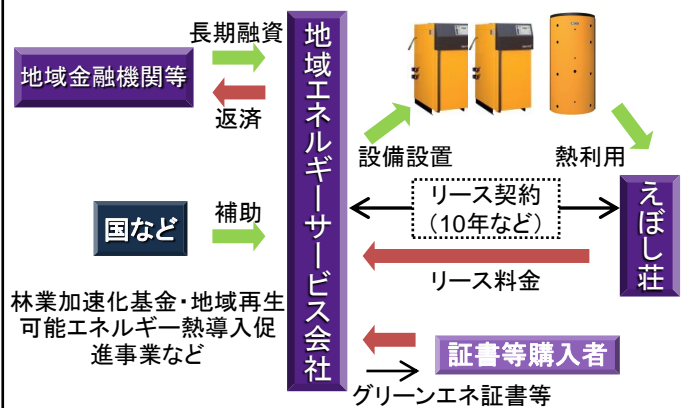 長期融資
地域金融機関等
返済
国など
補助
林業加速化基金・地域再生
可能エネルギー熱導入促
進事業など
地域エネルギーサービス会社
設備設置
熱利用
リース契約
（10年など）
えぼし荘
リース料金
証書等購入者
グリーンエネ証書等